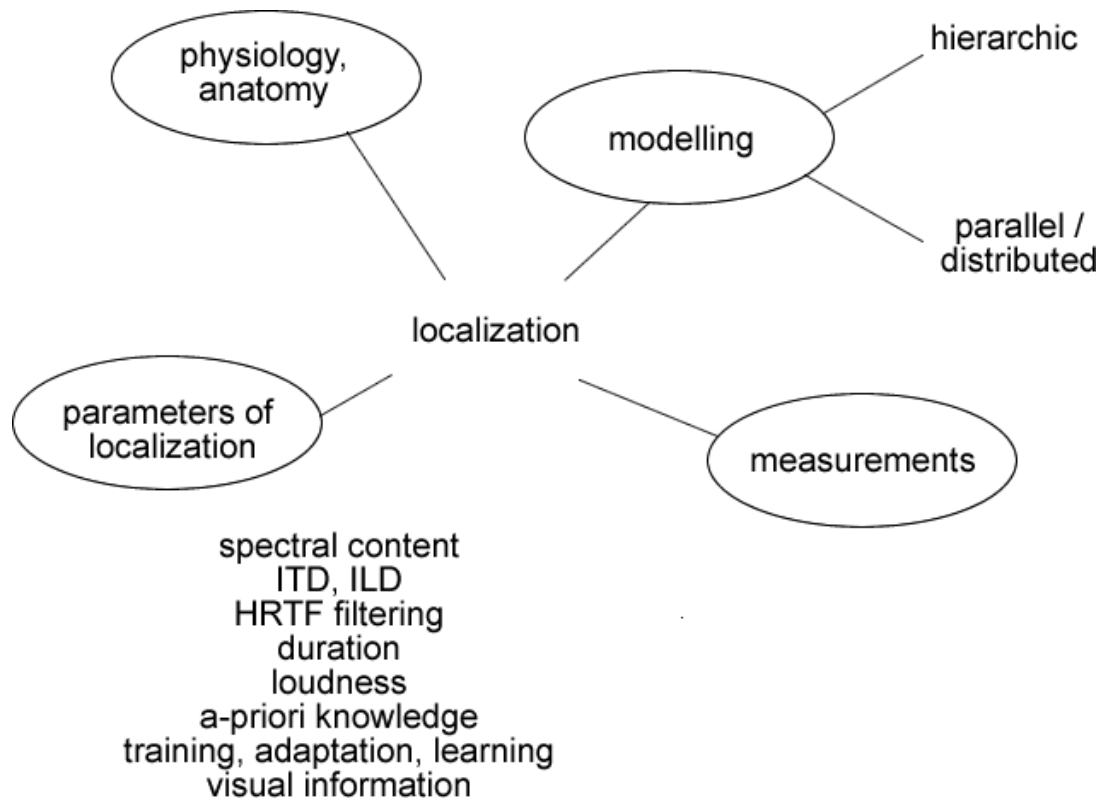 physiology,
anatomy
hierarchic
modelling
parallel /
distributed
localization
parameters of
localization
measurements
spectral content
ITD, ILD
HRTF filtering
duration
loudness
a-priori knowledge
training, adaptation, learning
visual information